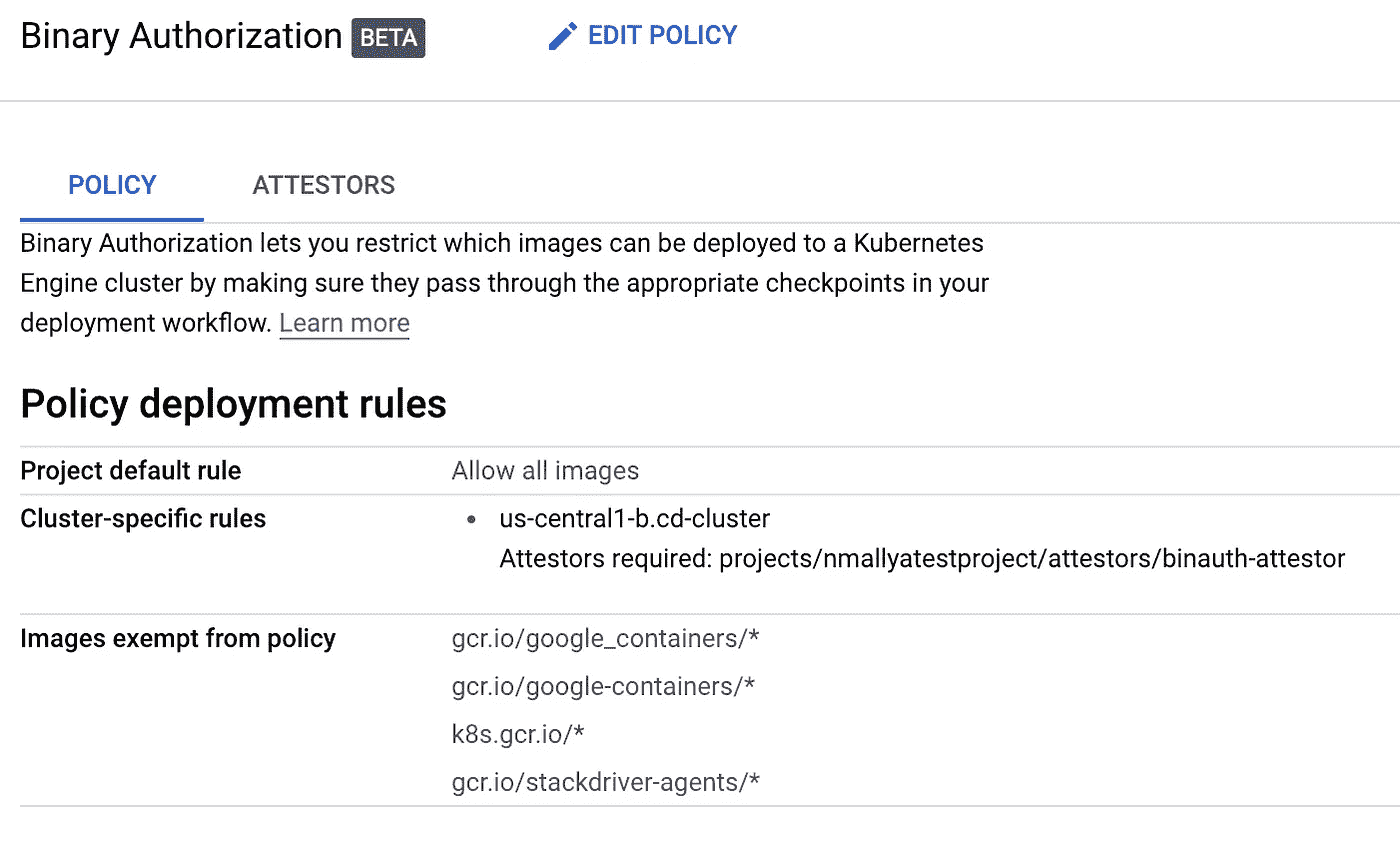 Binary Authorization BETA EDIT POLICY
POLICY ATTESTORS
Binary Authorization lets you restrict which images can be deployed to a Kubernetes
Engine cluster by making sure they pass through the appropriate checkpoints in your
deployment workflow. Learn more
Policy deployment rules
Project default rule Allow all images
Cluster-specific rules • us-central1-b.cd-cluster
Attestors required: projects/nmallyatestproject/attestors/binauth-attestor
Images exempt from policy gcr.io/google_containers/*
gcr.io/google-containers/*
k8s.gcr.io/*
gcr.io/stackdriver-agents/*